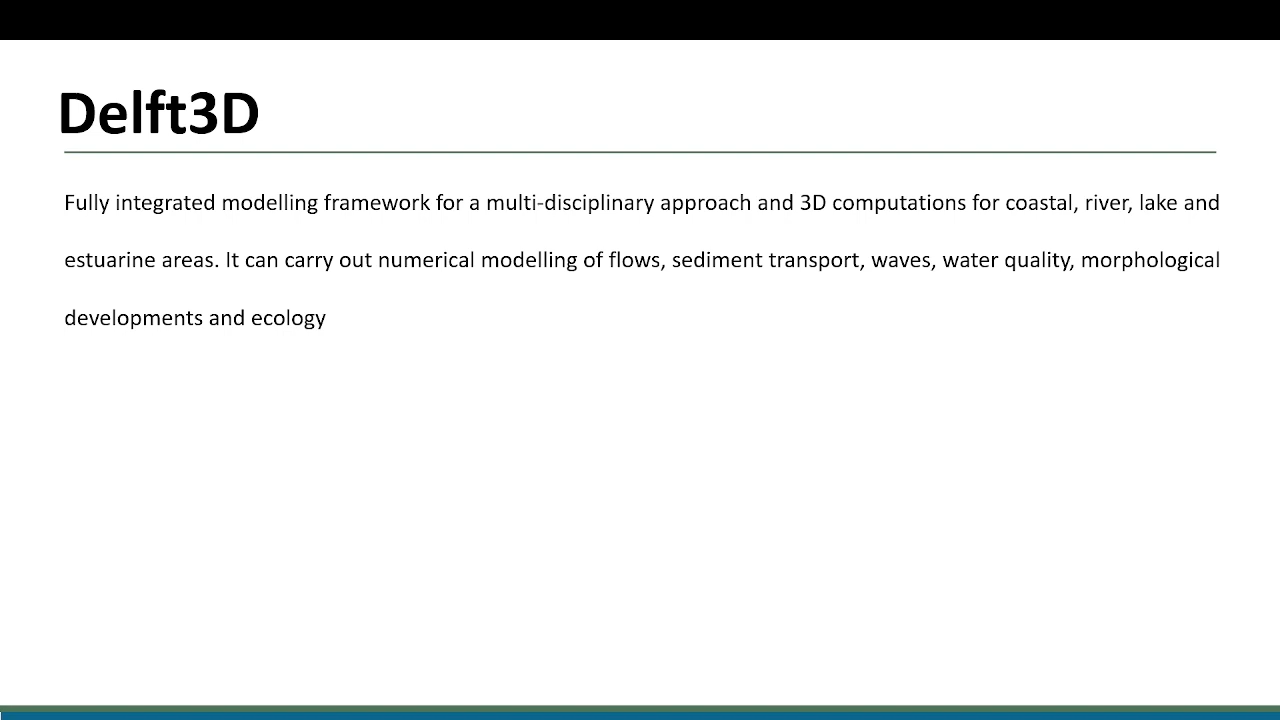 Delft3D
Fully integrated modelling framework for a multi-disciplinary approach and 3D computations for coastal, river, lake and
estuarine areas. It can carry out numerical modelling of flows, sediment transport, waves, water quality, morphological
developments and ecology